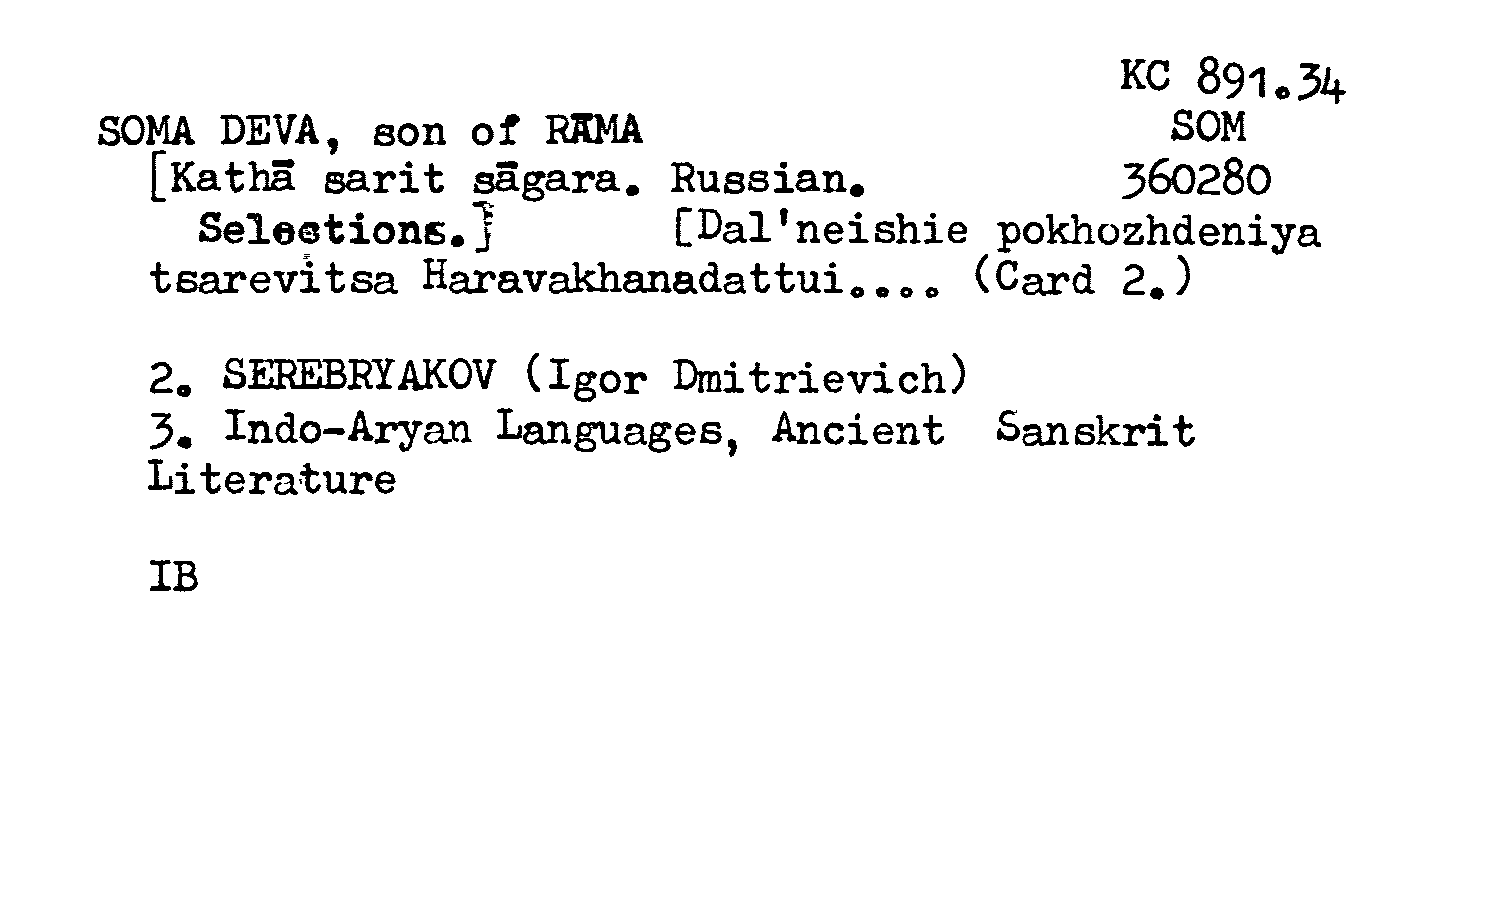 KC 891.34
SOMA DEVA, son of RĀMA SOM
[Kathā sarit sāgara. Russian. 360280
Selections.] [Dal'neishie pokhozhdeniya
tsarevitsa Haravakhanadattui.... (Card 2.)
2. SEREBRYAKOV (Igor Dmitrievich)
3. Indo-Aryan Languages, Ancient Sanskrit
Literature
IB